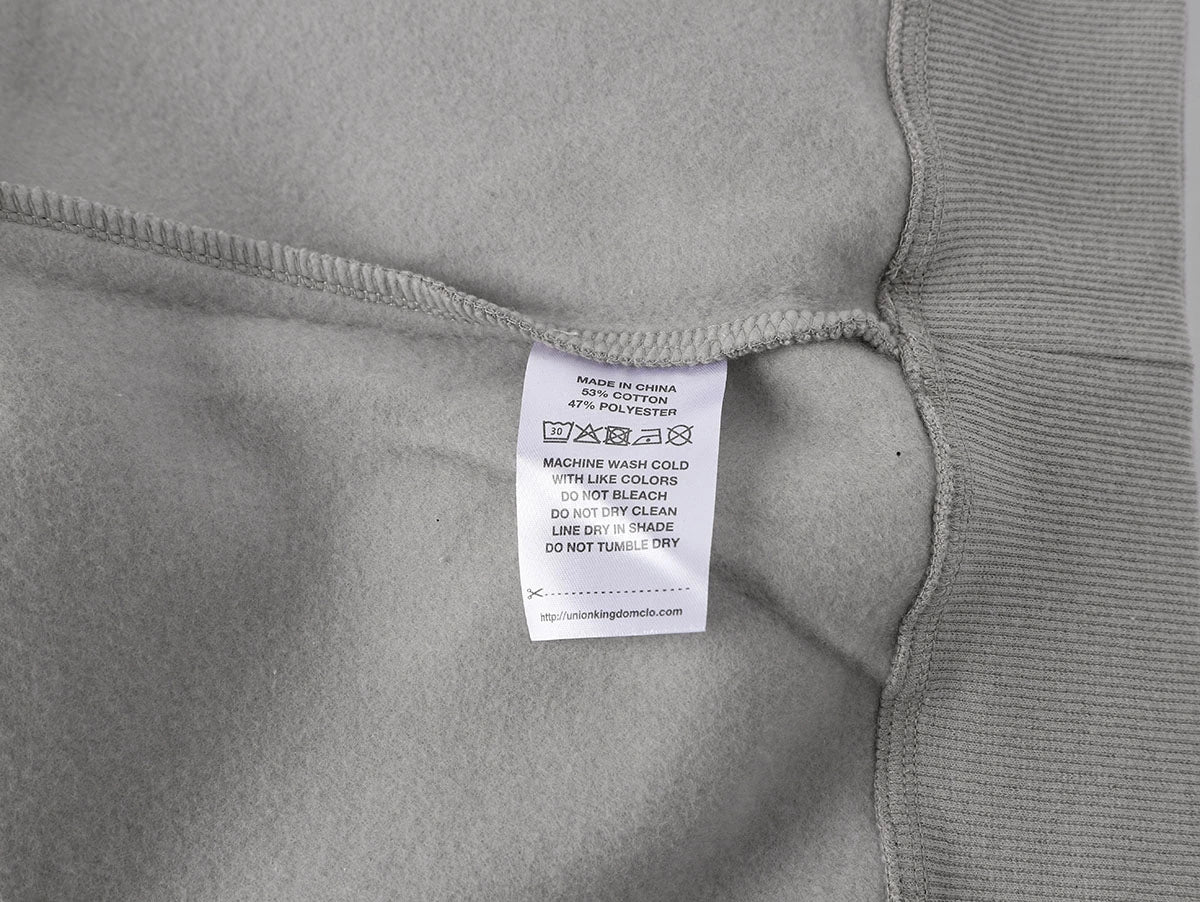 MADE IN CHINA
53% COTTON
47% POLYESTER
30
MACHINE WASH COLD
WITH LIKE COLORS
DO NOT BLEACH
DO NOT DRY CLEAN
LINE DRY IN SHADE
DO NOT TUMBLE DRY
http://unionkingdomclo.com